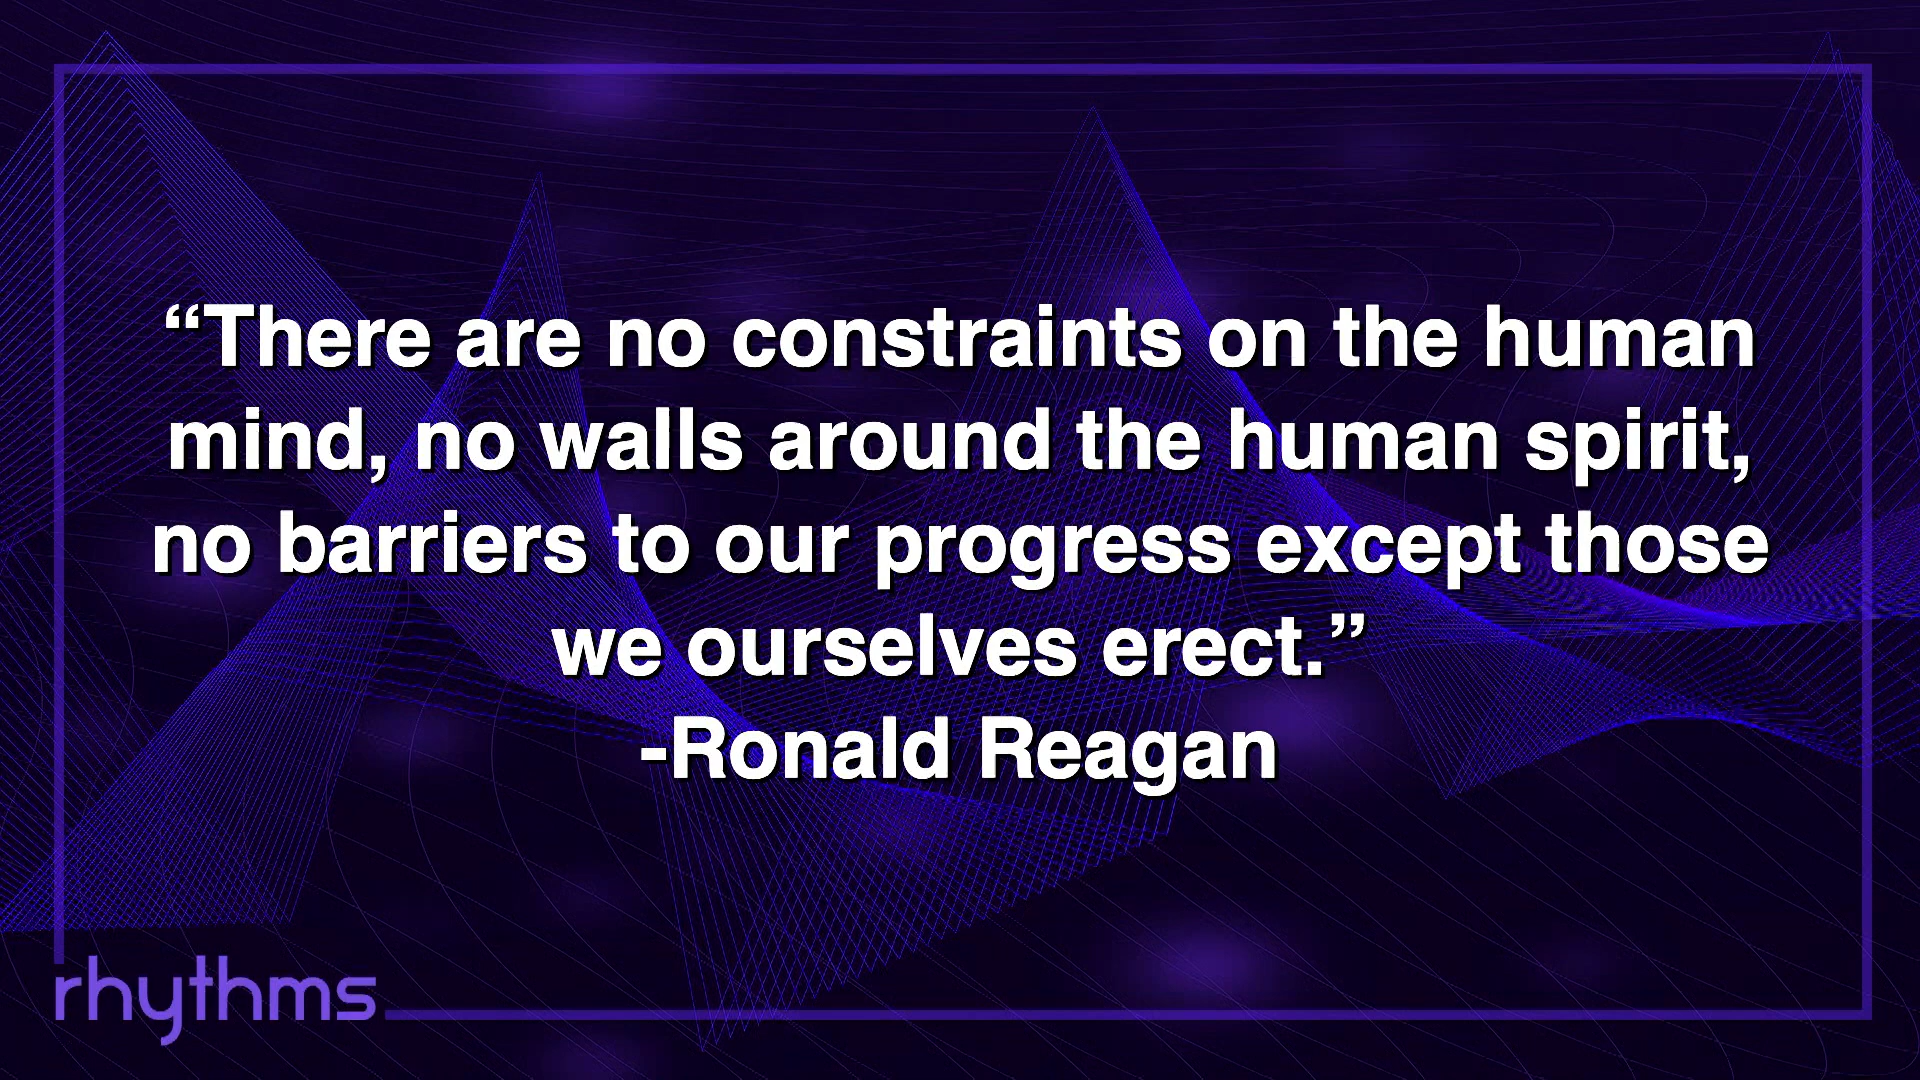 “There are no constraints on the human
mind, no walls around the human spirit,
no barriers to our progress except those
we ourselves erect.”
-Ronald Reagan
rhythms